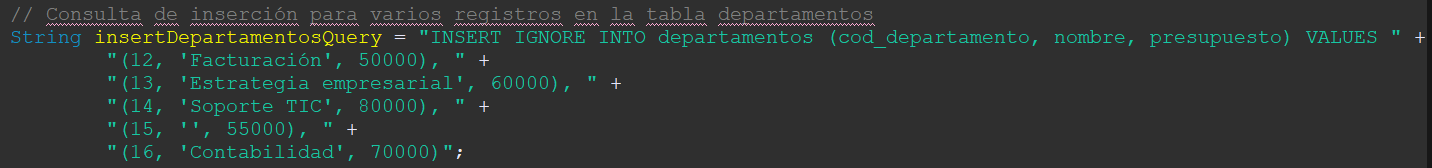 // Consulta de inserción para varios registros en la tabla departamentos
String insertDepartamentosQuery = "INSERT IGNORE INTO departamentos (cod_departamento, nombre, presupuesto) VALUES " +
"(12, 'Facturación', 50000), " +
"(13, 'Estrategia empresarial', 60000), " +
"(14, 'Soporte TIC', 80000), " +
"(15, '', 55000), " +
"(16, 'Contabilidad', 70000)";